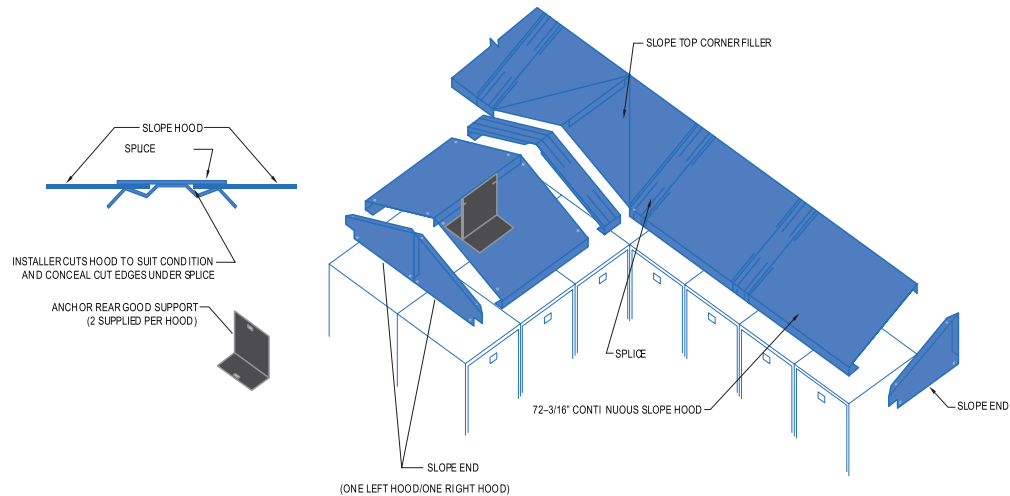 SLOPE TOP CORNER FILLER
SLOPE HOOD
SPLICE
INSTALLER CUTS HOOD TO SUIT CONDITION
AND CONCEAL CUT EDGES UNDER SPLICE
ANCHOR REAR GOOD SUPPORT
(2 SUPPLIED PER HOOD)
SPLICE
72–3/16" CONTINUOUS SLOPE HOOD
SLOPE END
SLOPE END
(ONE LEFT HOOD/ONE RIGHT HOOD)